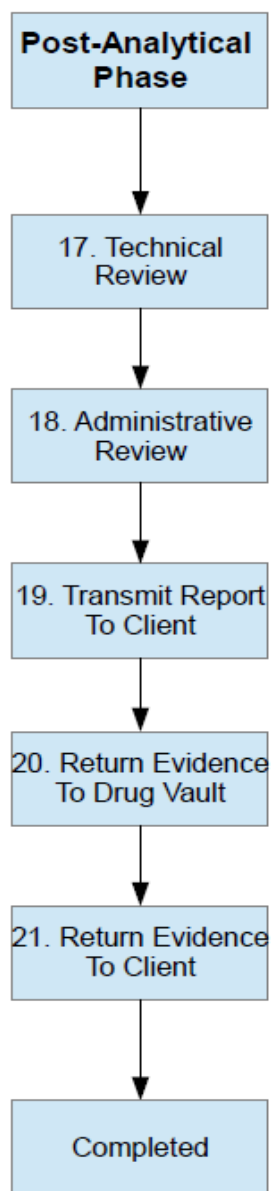 Post-Analytical
Phase
17. Technical
Review
18. Administrative
Review
19. Transmit Report
To Client
20. Return Evidence
To Drug Vault
21. Return Evidence
To Client
Completed